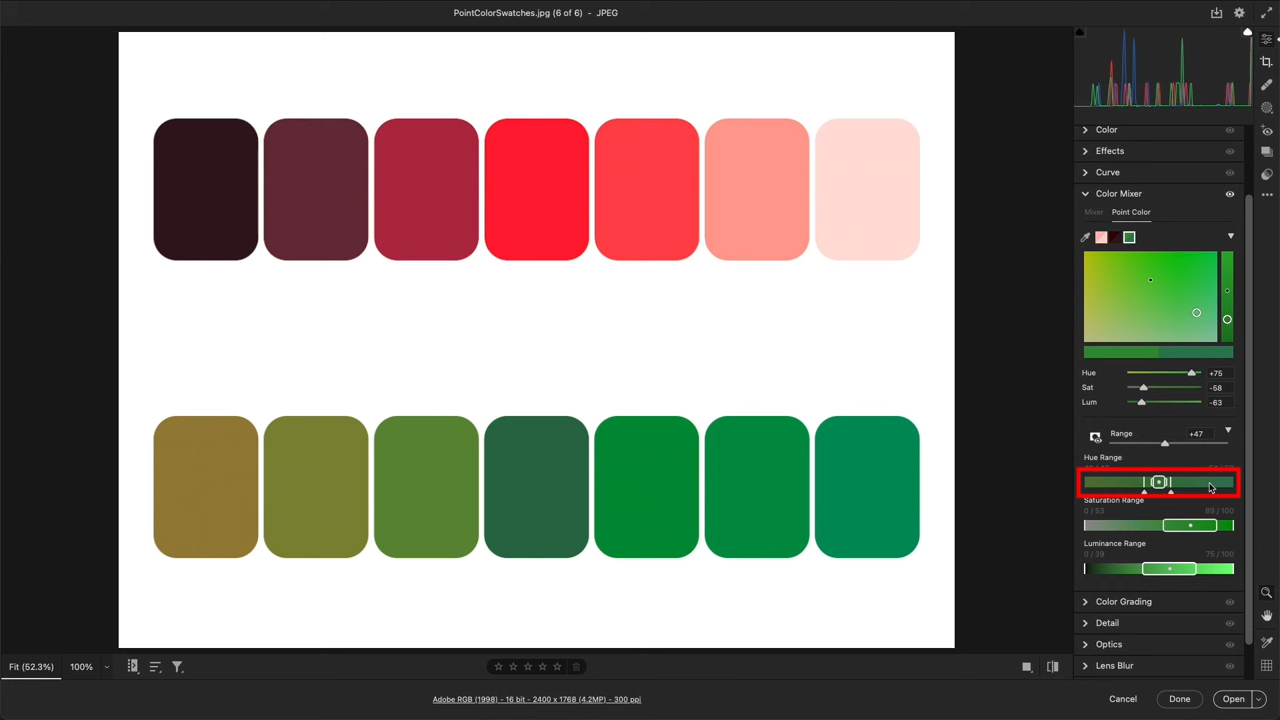 PointColorSwatches.jpg (6 of 6) - JPEG
Color
Effects
Curve
Color Mixer
Mixer Point Color
Hue +75
Sat -58
Lum -63
Range +47
Hue Range
Saturation Range
0 / 53 89 / 100
Luminance Range
0 / 39 75 / 100
Color Grading
Detail
Optics
Lens Blur
Fit (52.3%) 100%
Adobe RGB (1998) - 16 bit - 2400 x 1768 (4.2MP) - 300 ppi
Cancel Done Open